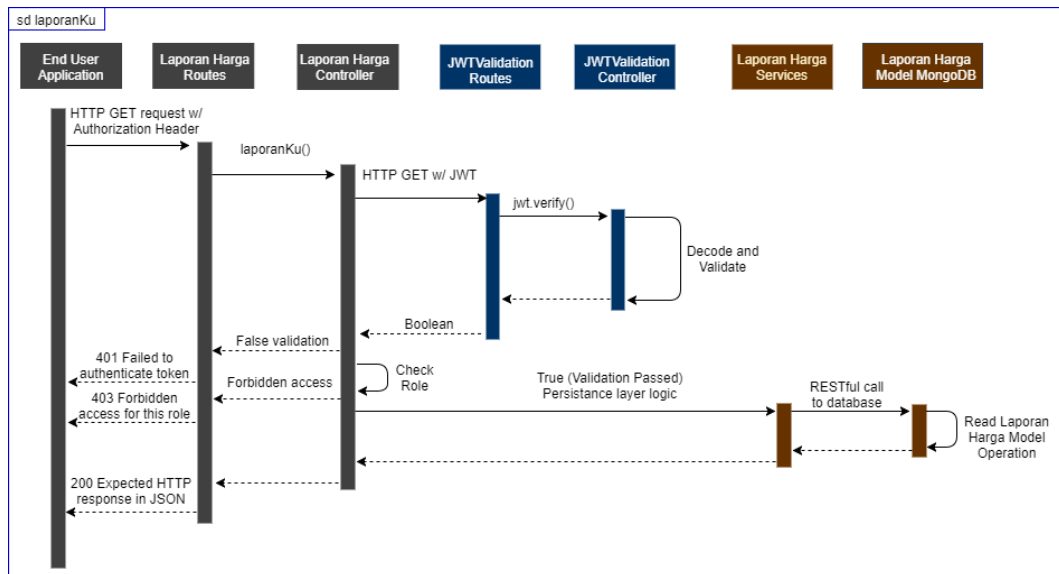 sd laporanKu
End User
Application
Laporan Harga
Routes
Laporan Harga
Controller
JWTValidation
Routes
JWTValidation
Controller
Laporan Harga
Services
Laporan Harga
Model MongoDB
HTTP GET request w/
Authorization Header
laporanKu()
HTTP GET w/ JWT
jwt.verify()
Decode and
Validate
Boolean
False validation
401 Failed to
authenticate token
Check
Role
Forbidden access
403 Forbidden
access for this role
True (Validation Passed)
Persistance layer logic
RESTful call
to database
Read Laporan
Harga Model
Operation
200 Expected HTTP
response in JSON